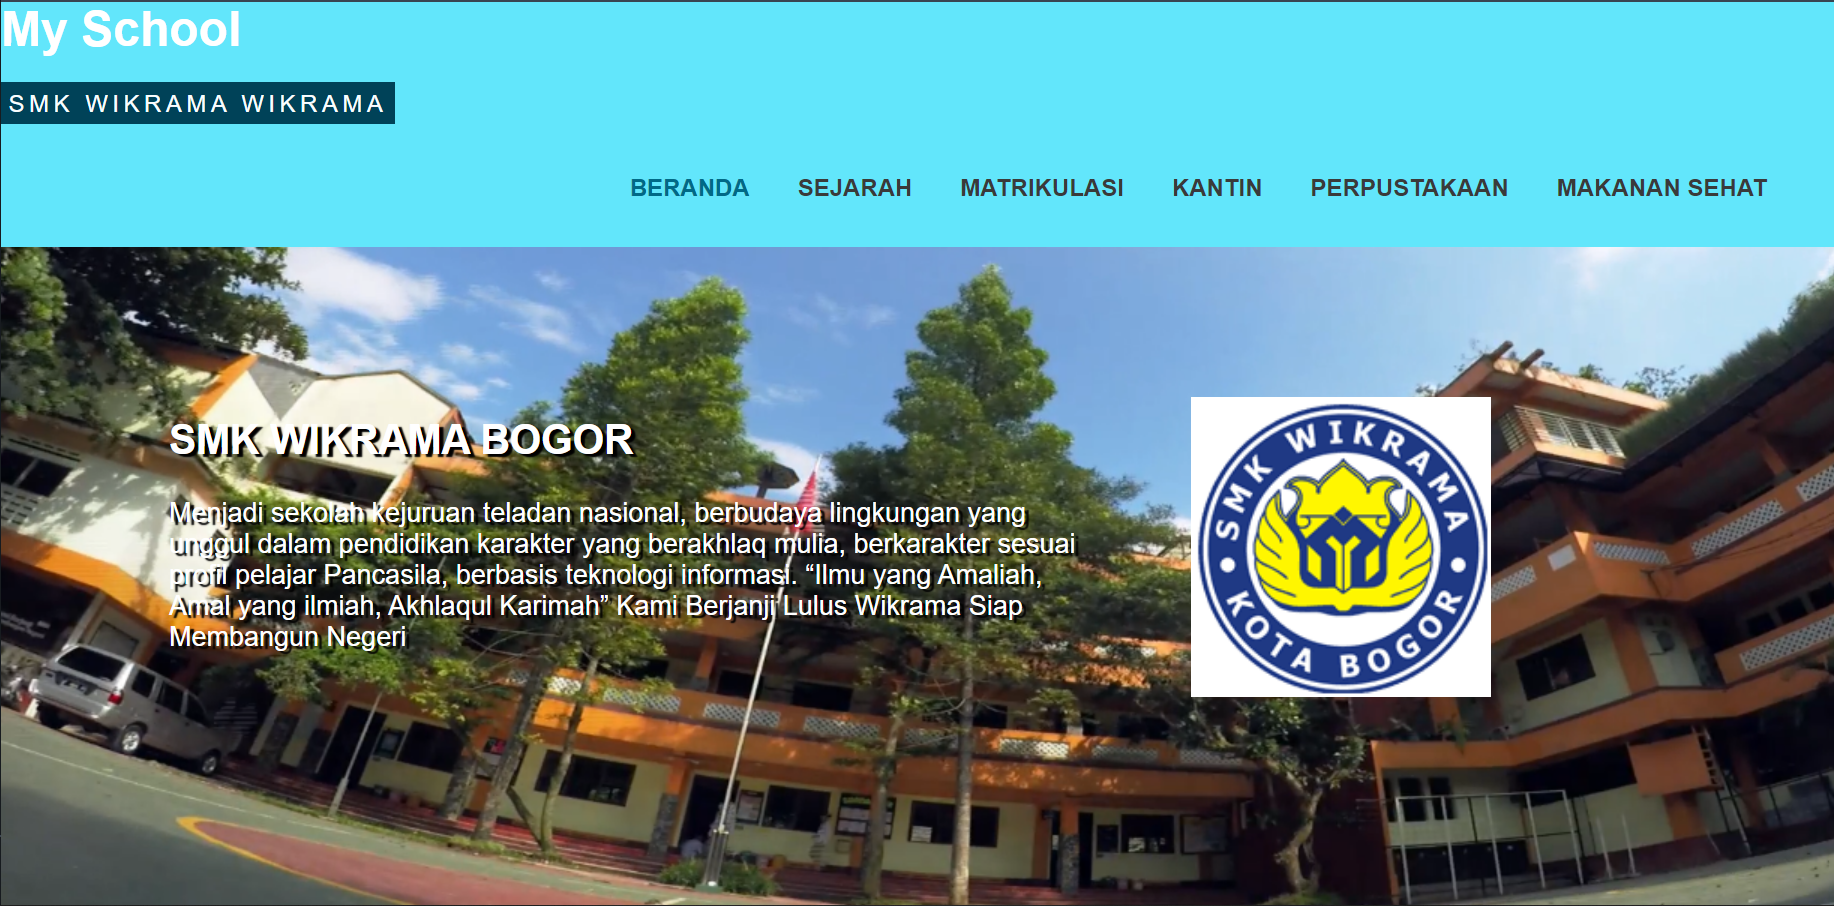 My School
SMK WIKRAMA WIKRAMA
BERANDA SEJARAH MATRIKULASI KANTIN PERPUSTAKAAN MAKANAN SEHAT
SMK WIKRAMA BOGOR
Menjadi sekolah kejuruan teladan nasional, berbudaya lingkungan yang
unggul dalam pendidikan karakter yang berakhlaq mulia, berkarakter sesuai
profil pelajar Pancasila, berbasis teknologi informasi. “Ilmu yang Amaliah,
Amal yang ilmiah, Akhlaqul Karimah” Kami Berjanji Lulus Wikrama Siap
Membangun Negeri
SMK WIKRAMA
KOTA BOGOR